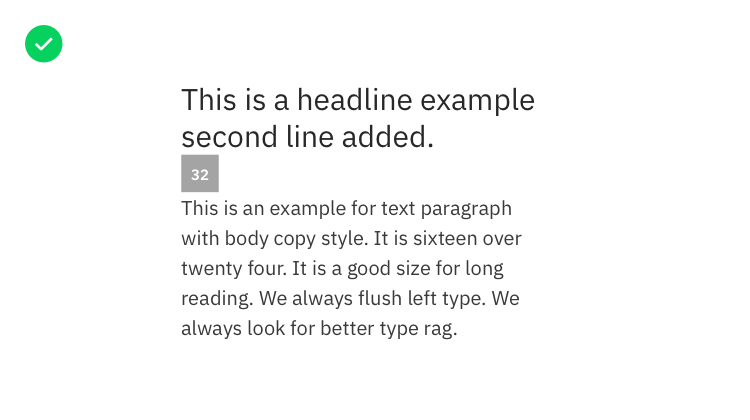 This is a headline example
second line added.
32
This is an example for text paragraph
with body copy style. It is sixteen over
twenty four. It is a good size for long
reading. We always flush left type. We
always look for better type rag.